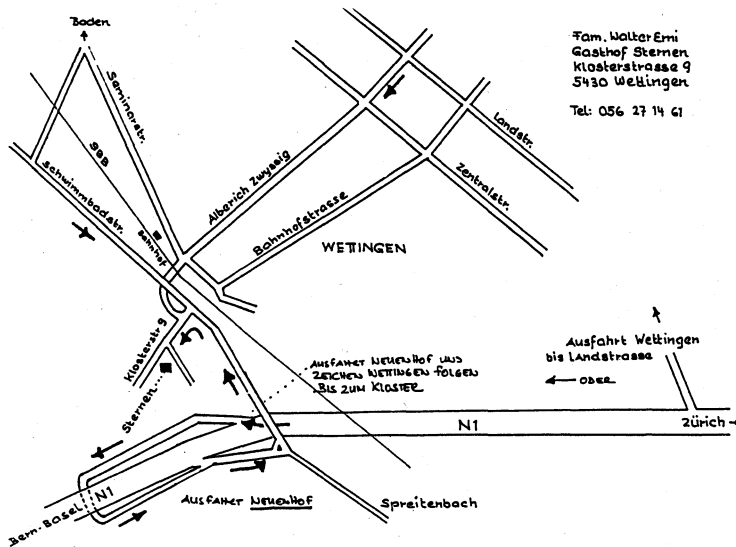 Baden
Fam. Walter Erni
Gasthof Sternen
Klosterstrasse 9
5430 Wettingen
Tel: 056 27 14 61
Seminarstr.
SBB
Schwimmbadstr.
Bahnhof
Alberich Zwyssig
Bahnhofstrasse
Landstr.
Zentralstr.
WETTINGEN
Klosterstr 9
Sternen
AUSFAHRT NEUENHOF UND
ZEICHEN WETTINGEN FOLGEN
BIS ZUM KLOSTER
Ausfahrt Wettingen
bis Landstrasse
ODER
N1
Zürich
N1
Bern-Basel
AUSFAHRT NEUENHOF
Spreitenbach